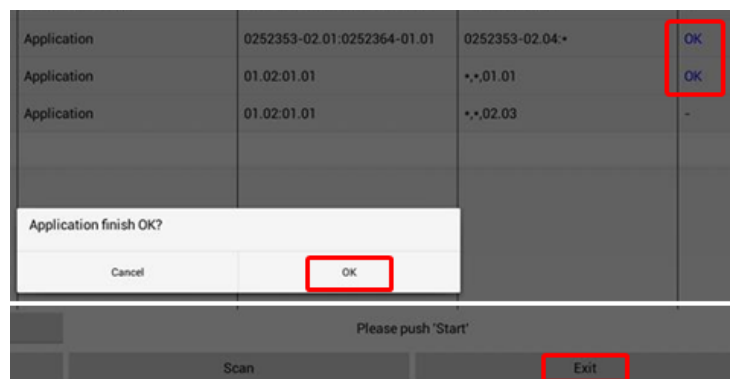 Application 0252353-02.01:0252364-01.01 0252353-02.04:* OK
Application 01.02:01.01 *,*,01.01 OK
Application 01.02:01.01 *,*,02.03 -
Application finish OK?
Cancel OK
Please push 'Start'
Scan Exit